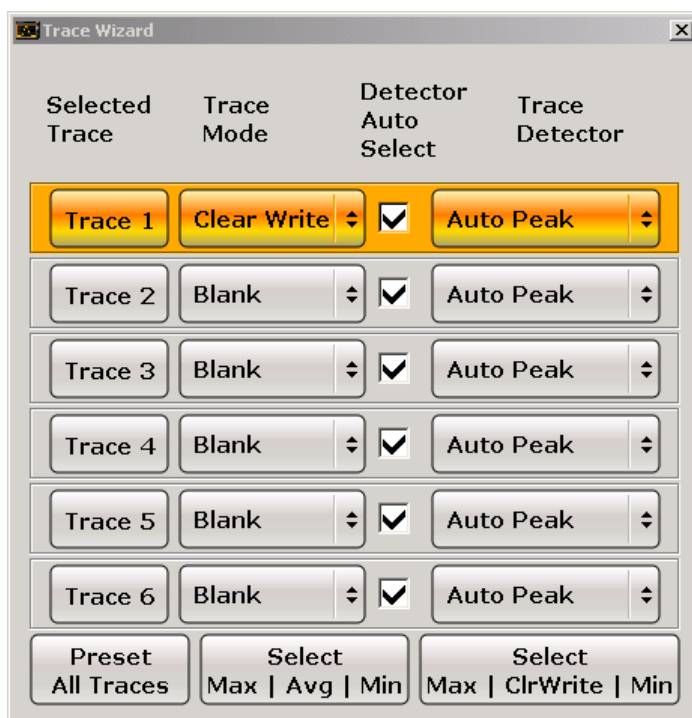 Trace Wizard
Selected Trace Detector Trace
Trace Mode Auto Detector
Select
Trace 1 Clear Write Auto Peak
Trace 2 Blank Auto Peak
Trace 3 Blank Auto Peak
Trace 4 Blank Auto Peak
Trace 5 Blank Auto Peak
Trace 6 Blank Auto Peak
Preset Select Select
All Traces Max | Avg | Min Max | ClrWrite | Min